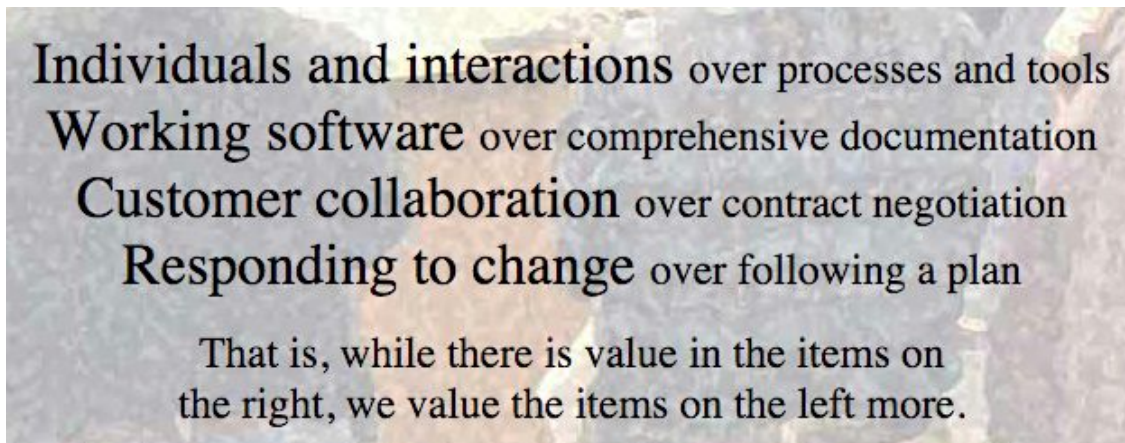 Individuals and interactions over processes and tools
Working software over comprehensive documentation
Customer collaboration over contract negotiation
Responding to change over following a plan
That is, while there is value in the items on
the right, we value the items on the left more.